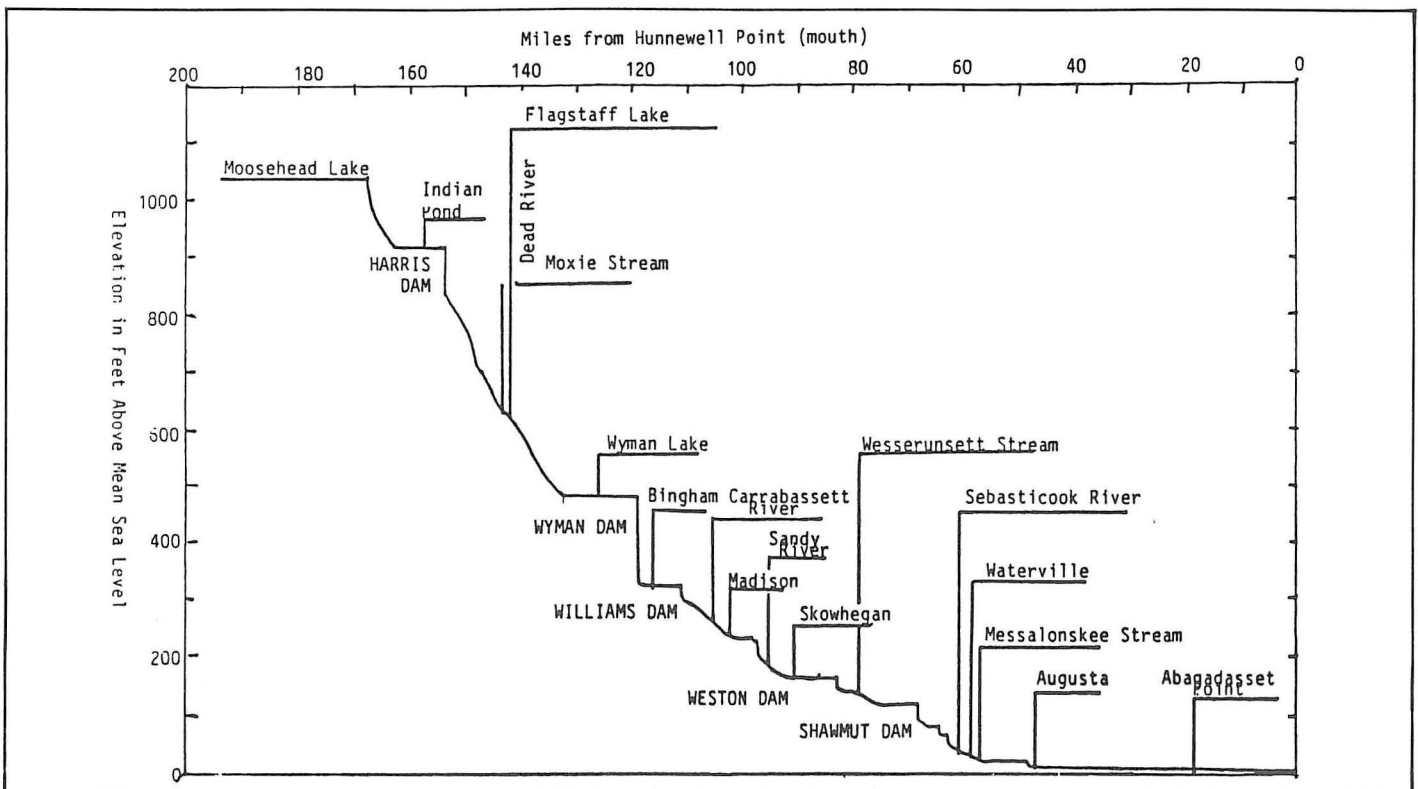 Miles from Hunnewell Point (mouth)
200 180 160 140 120 100 80 60 40 20 0
Flagstaff Lake
Moosehead Lake
Indian
Pond
Dead River
1000
HARRIS
DAM
Moxie Stream
800
Elevation in Feet Above Mean Sea Level
600
Wyman Lake
Wesserunsett Stream
Bingham
Carrabassett
River
Sebasticook River
WYMAN DAM
400
Sandy
River
Madison
Waterville
WILLIAMS DAM
Skowhegan
Messalonskee Stream
200
WESTON DAM
Augusta
Abagadasset
Point
SHAWMUT DAM
0